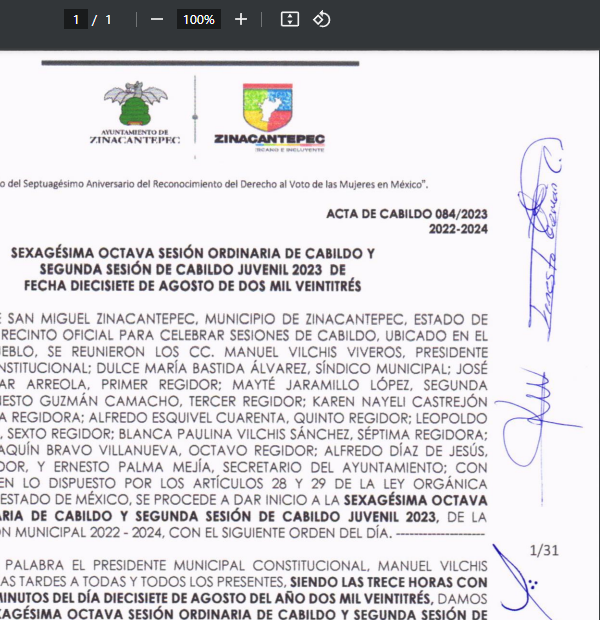 1 / 1 — 100% +
AYUNTAMIENTO DE
ZINACANTEPEC
ZINACANTEPEC
o del Septuagésimo Aniversario del Reconocimiento del Derecho al Voto de las Mujeres en México".
ACTA DE CABILDO 084/2023
2022-2024
SEXAGÉSIMA OCTAVA SESIÓN ORDINARIA DE CABILDO Y
SEGUNDA SESIÓN DE CABILDO JUVENIL 2023 DE
FECHA DIECISIETE DE AGOSTO DE DOS MIL VEINTITRÉS
E SAN MIGUEL ZINACANTEPEC, MUNICIPIO DE ZINACANTEPEC, ESTADO DE
RECINTO OFICIAL PARA CELEBRAR SESIONES DE CABILDO, UBICADO EN EL
EBLO, SE REUNIERON LOS CC. MANUEL VILCHIS VIVEROS, PRESIDENTE
NSTITUCIONAL; DULCE MARÍA BASTIDA ÁLVAREZ, SÍNDICO MUNICIPAL; JOSÉ
AR ARREOLA, PRIMER REGIDOR; MAYTÉ JARAMILLO LÓPEZ, SEGUNDA
NESTO GUZMÁN CAMACHO, TERCER REGIDOR; KAREN NAYELI CASTREJÓN
A REGIDORA; ALFREDO ESQUIVEL CUARENTA, QUINTO REGIDOR; LEOPOLDO
, SEXTO REGIDOR; BLANCA PAULINA VILCHIS SÁNCHEZ, SÉPTIMA REGIDORA;
AQUÍN BRAVO VILLANUEVA, OCTAVO REGIDOR; ALFREDO DÍAZ DE JESÚS,
DOR, Y ERNESTO PALMA MEJÍA, SECRETARIO DEL AYUNTAMIENTO; CON
EN LO DISPUESTO POR LOS ARTÍCULOS 28 Y 29 DE LA LEY ORGÁNICA
ESTADO DE MÉXICO, SE PROCEDE A DAR INICIO A LA SEXAGÉSIMA OCTAVA
ARIA DE CABILDO Y SEGUNDA SESIÓN DE CABILDO JUVENIL 2023, DE LA
ÓN MUNICIPAL 2022 - 2024, CON EL SIGUIENTE ORDEN DEL DÍA. --------------------
1/31
PALABRA EL PRESIDENTE MUNICIPAL CONSTITUCIONAL, MANUEL VILCHIS
AS TARDES A TODAS Y TODOS LOS PRESENTES, SIENDO LAS TRECE HORAS CON
MINUTOS DEL DÍA DIECISIETE DE AGOSTO DEL AÑO DOS MIL VEINTITRÉS, DAMOS
EXAGÉSIMA OCTAVA SESIÓN ORDINARIA DE CABILDO Y SEGUNDA SESIÓN DE